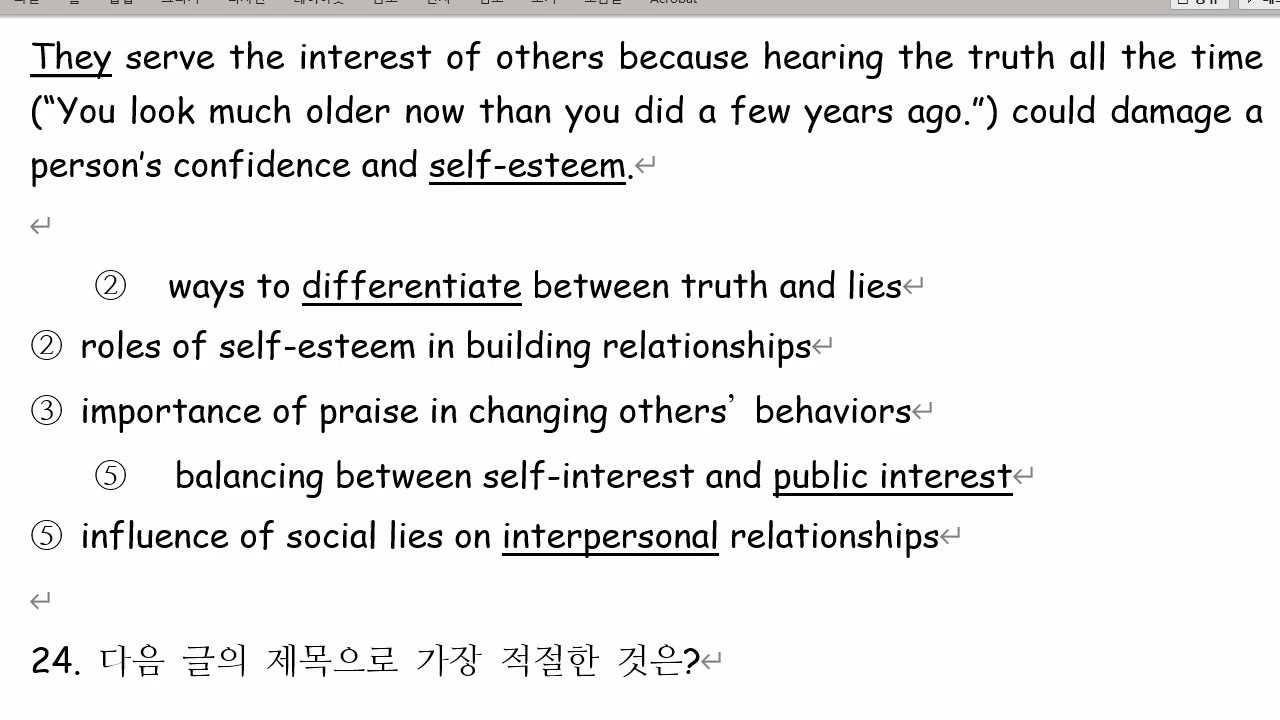 They serve the interest of others because hearing the truth all the time
(“You look much older now than you did a few years ago.”) could damage a
person’s confidence and self-esteem.↵
↵
② ways to differentiate between truth and lies↵
② roles of self-esteem in building relationships↵
③ importance of praise in changing others’ behaviors↵
⑤ balancing between self-interest and public interest↵
⑤ influence of social lies on interpersonal relationships↵
↵
24. 다음 글의 제목으로 가장 적절한 것은?↵